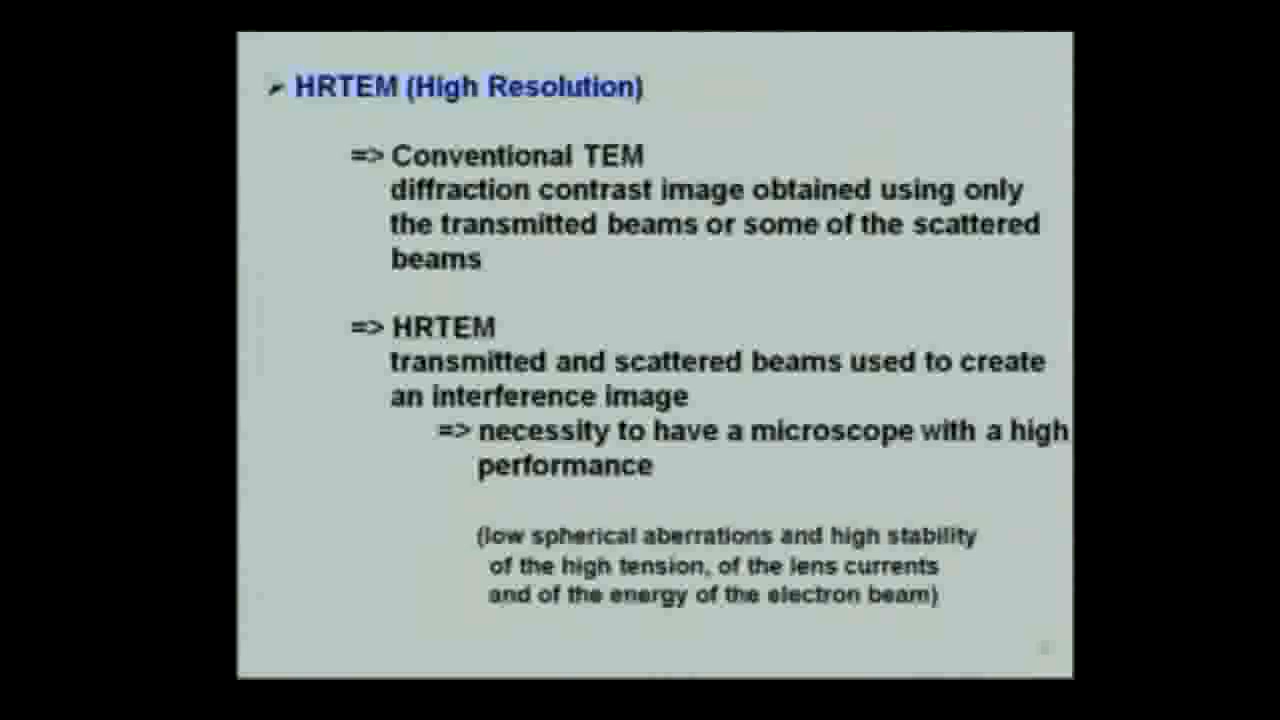 ➢ HRTEM (High Resolution)
=> Conventional TEM
diffraction contrast image obtained using only
the transmitted beams or some of the scattered
beams
=> HRTEM
transmitted and scattered beams used to create
an interference image
=> necessity to have a microscope with a high
performance
(low spherical aberrations and high stability
of the high tension, of the lens currents
and of the energy of the electron beam)